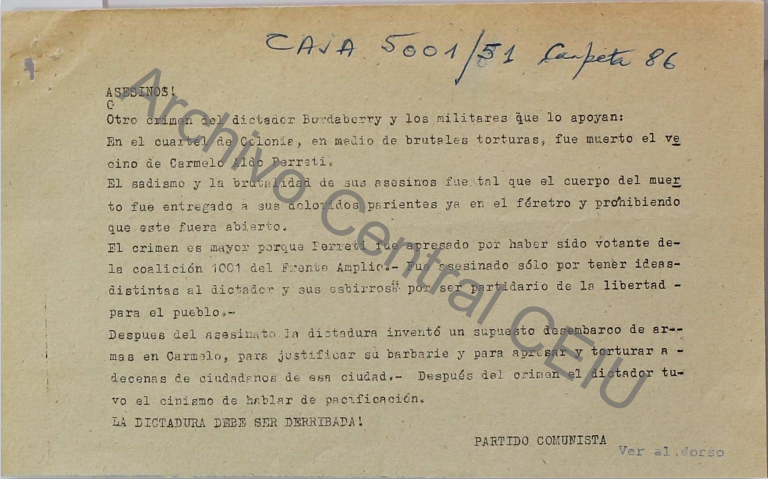 CAJA 5001/51 Carpeta 86
ASESINOS!
G
Otro crimen del dictador Bordaberry y los militares que lo apoyan:
En el cuartel de Colonia, en medio de brutales torturas, fue muerto el ve
cino de Carmelo Aldo Perreti.
El sadismo y la brutalidad de sus asesinos fue tal que el cuerpo del muer
to fue entregado a sus doloridos parientes ya en el féretro y prohibiendo
que este fuera abierto.
El crimen es mayor porque Perreti fue apresado por haber sido votante de-
la coalición 1001 del Frente Amplio.- Fue asesinado sólo por tener ideas-
distintas al dictador y sus esbirros" por ser partidario de la libertad -
para el pueblo.-
Despues del asesinato la dictadura inventó un supuesto desembarco de ar--
mas en Carmelo, para justificar su barbarie y para apresar y torturar a -
decenas de ciudadanos de esa ciudad.- Después del crimen el dictador tu-
vo el cinismo de hablar de pacificación.
LA DICTADURA DEBE SER DERRIBADA!
PARTIDO COMUNISTA
Ver al dorso
Archivo Central CEIU